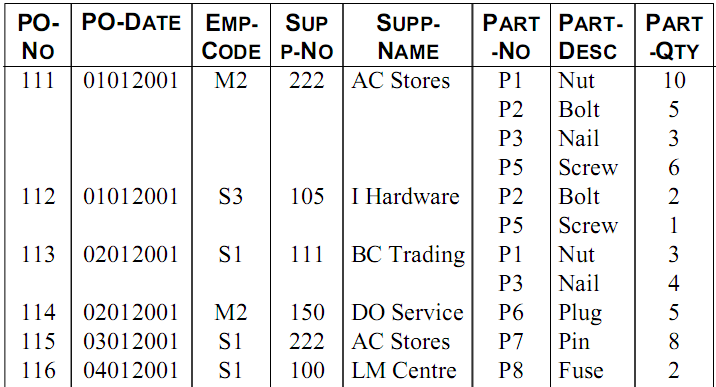 PO-NO PO-DATE EMP-CODE SUPP-NO SUPP-NAME PART-NO PART-DESC PART-QTY
111 01012001 M2 222 AC Stores P1 Nut 10
P2 Bolt 5
P3 Nail 3
P5 Screw 6
112 01012001 S3 105 I Hardware P2 Bolt 2
P5 Screw 1
113 02012001 S1 111 BC Trading P1 Nut 3
P3 Nail 4
114 02012001 M2 150 DO Service P6 Plug 5
115 03012001 S1 222 AC Stores P7 Pin 8
116 04012001 S1 100 LM Centre P8 Fuse 2